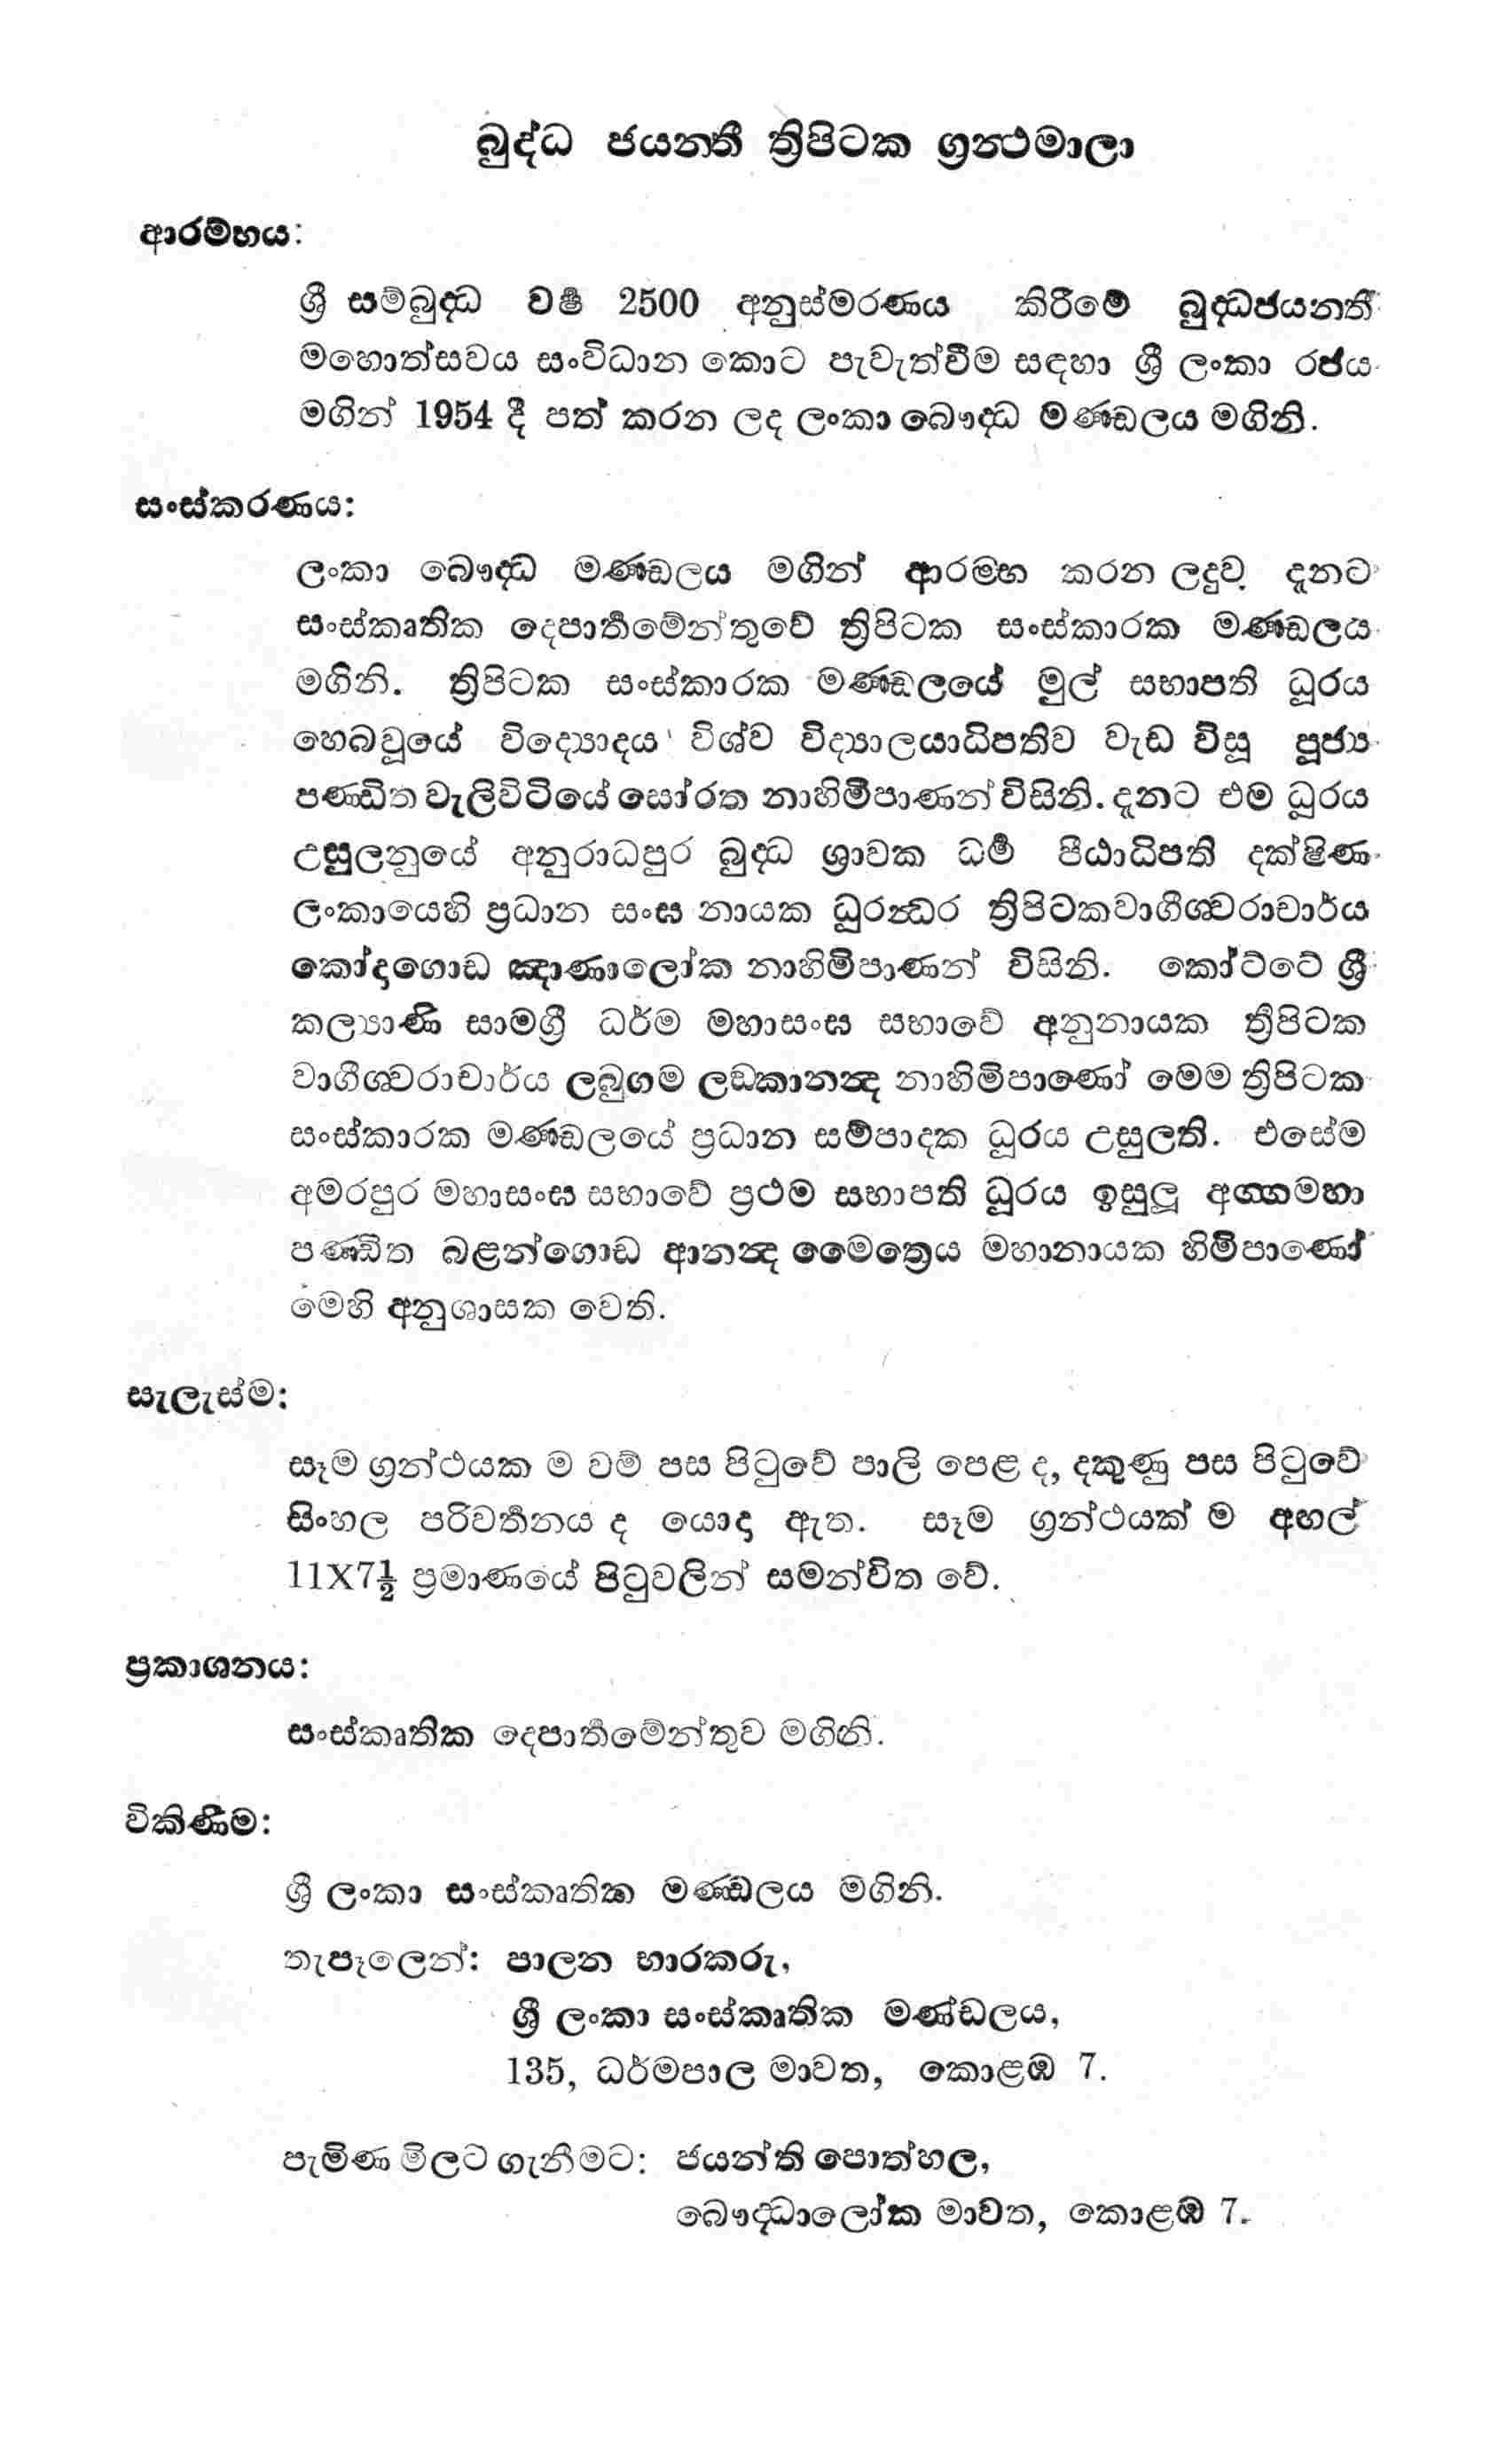 බුද්ධ ජයන්තී ත්‍රිපිටක ග්‍රන්ථමාලා
ආරම්භය:
ශ්‍රී සම්බුද්ධ වර්‍ෂ 2500 අනුස්මරණය කිරීමේ බුද්ධජයන්තී
මහොත්සවය සංවිධාන කොට පැවැත්වීම සඳහා ශ්‍රී ලංකා රජය
මගින් 1954 දී පත් කරන ලද ලංකා බෞද්ධ මණ්ඩලය මගිනි.
සංස්කරණය:
ලංකා බෞද්ධ මණ්ඩලය මගින් ආරම්භ කරන ලදුව දැනට
සංස්කෘතික දෙපාර්‍තමේන්තුවේ ත්‍රිපිටක සංස්කාරක මණ්ඩලය
මගිනි. ත්‍රිපිටක සංස්කාරක මණ්ඩලයේ මුල් සභාපති ධූරය
හෙබවූයේ විද්‍යොදය විශ්ව විද්‍යාලයාධිපතිව වැඩ විසූ පූජ්‍ය
පණ්ඩිත වැලිවිටියේ සෝරත නාහිමිපාණන් විසිනි. දැනට එම ධූරය
උසුලනුයේ අනුරාධපුර බුද්ධ ශ්‍රාවක ධර්‍ම පීඨාධිපති දක්ෂිණ
ලංකායෙහි ප්‍රධාන සංඝ නායක ධුරන්ධර ත්‍රිපිටකවාගීශ්වරාචාර්ය
කෝදාගොඩ ඤාණාලෝක නාහිමිපාණන් විසිනි. කෝට්ටේ ශ්‍රී
කල්‍යාණි සාමග්‍රී ධර්ම මහාසංඝ සභාවේ අනුනායක ත්‍රිපිටක
වාගීශ්වරාචාර්ය ලබුගම ලඞ්කානන්ද නාහිමිපාණෝ මෙම ත්‍රිපිටක
සංස්කාරක මණ්ඩලයේ ප්‍රධාන සම්පාදක ධූරය උසුලති. එසේම
අමරපුර මහාසංඝ සභාවේ ප්‍රථම සභාපති ධූරය ඉසුලූ අග්ගමහා
පණ්ඩිත බළන්ගොඩ ආනන්ද මෛත්‍රෙය මහානායක හිමිපාණෝ
මෙහි අනුශාසක වෙති.
සැලැස්ම:
සෑම ග්‍රන්ථයක ම වම් පස පිටුවේ පාලි පෙළ ද, දකුණු පස පිටුවේ
සිංහල පරිවර්‍තනය ද යොදා ඇත. සෑම ග්‍රන්ථයක් ම අඟල්
11X7½ ප්‍රමාණයේ පිටුවලින් සමන්විත වේ.
ප්‍රකාශනය:
සංස්කෘතික දෙපාර්‍තමේන්තුව මගිනි.
විකිණීම:
ශ්‍රී ලංකා සංස්කෘතික මණ්ඩලය මගිනි.
තැපෑලෙන්: පාලන භාරකරු,
ශ්‍රී ලංකා සංස්කෘතික මණ්ඩලය,
135, ධර්මපාල මාවත, කොළඹ 7.
පැමිණ මිලට ගැනීමට: ජයන්ති පොත්හල,
බෞද්ධාලෝක මාවත, කොළඹ 7.